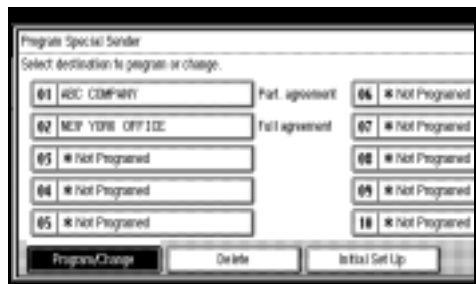 Program Special Sender
Select destination to program or change.
01 ABC COMPANY Part. agreement
02 NEW YORK OFFICE Full agreement
03 * Not Programed
04 * Not Programed
05 * Not Programed
06 * Not Programed
07 * Not Programed
08 * Not Programed
09 * Not Programed
10 * Not Programed
Program/Change Delete Initial Set Up